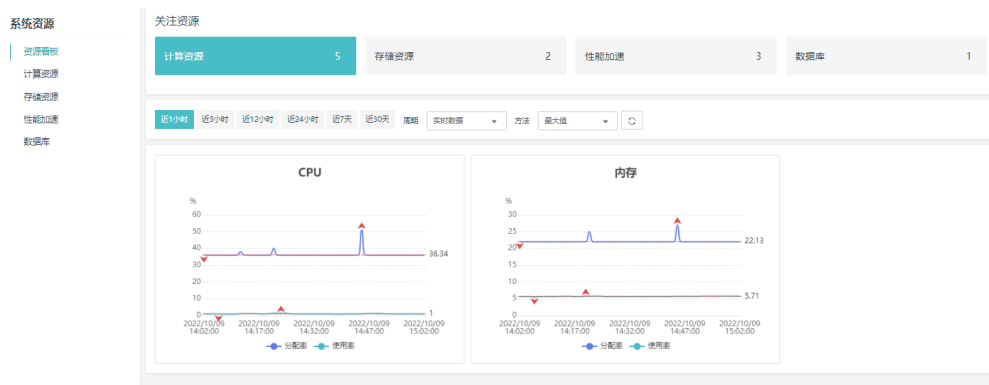 系统资源
资源看板
计算资源
存储资源
性能加速
数据库
关注资源
计算资源 5 存储资源 2 性能加速 3 数据库 1
近1小时 近3小时 近12小时 近24小时 近7天 近30天 周期 实时数据 方法 最大值
CPU
%
60
50
40
30
20
10
0
36.34
1
2022/10/09 2022/10/09 2022/10/09 2022/10/09 2022/10/09
14:02:00 14:17:00 14:32:00 14:47:00 15:02:00
分配率 使用率
内存
%
30
25
20
15
10
5
0
22.13
5.71
2022/10/09 2022/10/09 2022/10/09 2022/10/09 2022/10/09
14:02:00 14:17:00 14:32:00 14:47:00 15:02:00
分配率 使用率